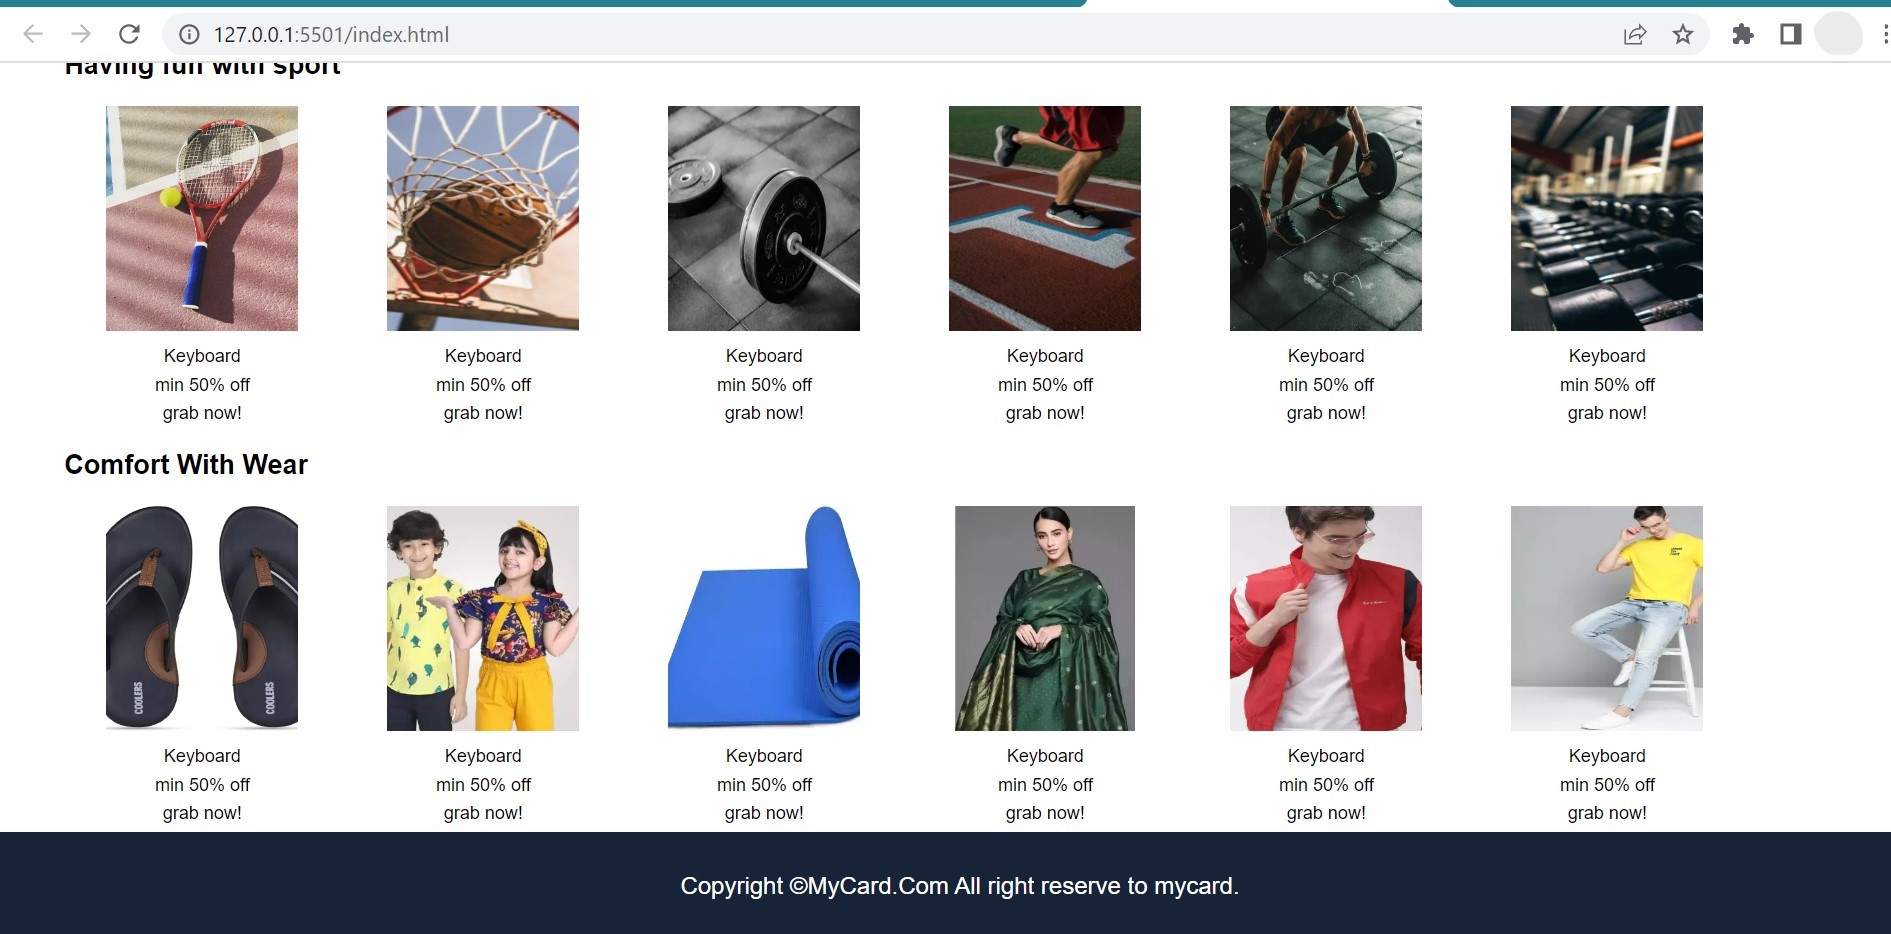 127.0.0.1:5501/index.html
Having fun with sport
Keyboard Keyboard Keyboard Keyboard Keyboard Keyboard
min 50% off min 50% off min 50% off min 50% off min 50% off min 50% off
grab now! grab now! grab now! grab now! grab now! grab now!
Comfort With Wear
COOLERS COOLERS
Keyboard Keyboard Keyboard Keyboard Keyboard Keyboard
min 50% off min 50% off min 50% off min 50% off min 50% off min 50% off
grab now! grab now! grab now! grab now! grab now! grab now!
Copyright ©MyCard.Com All right reserve to mycard.